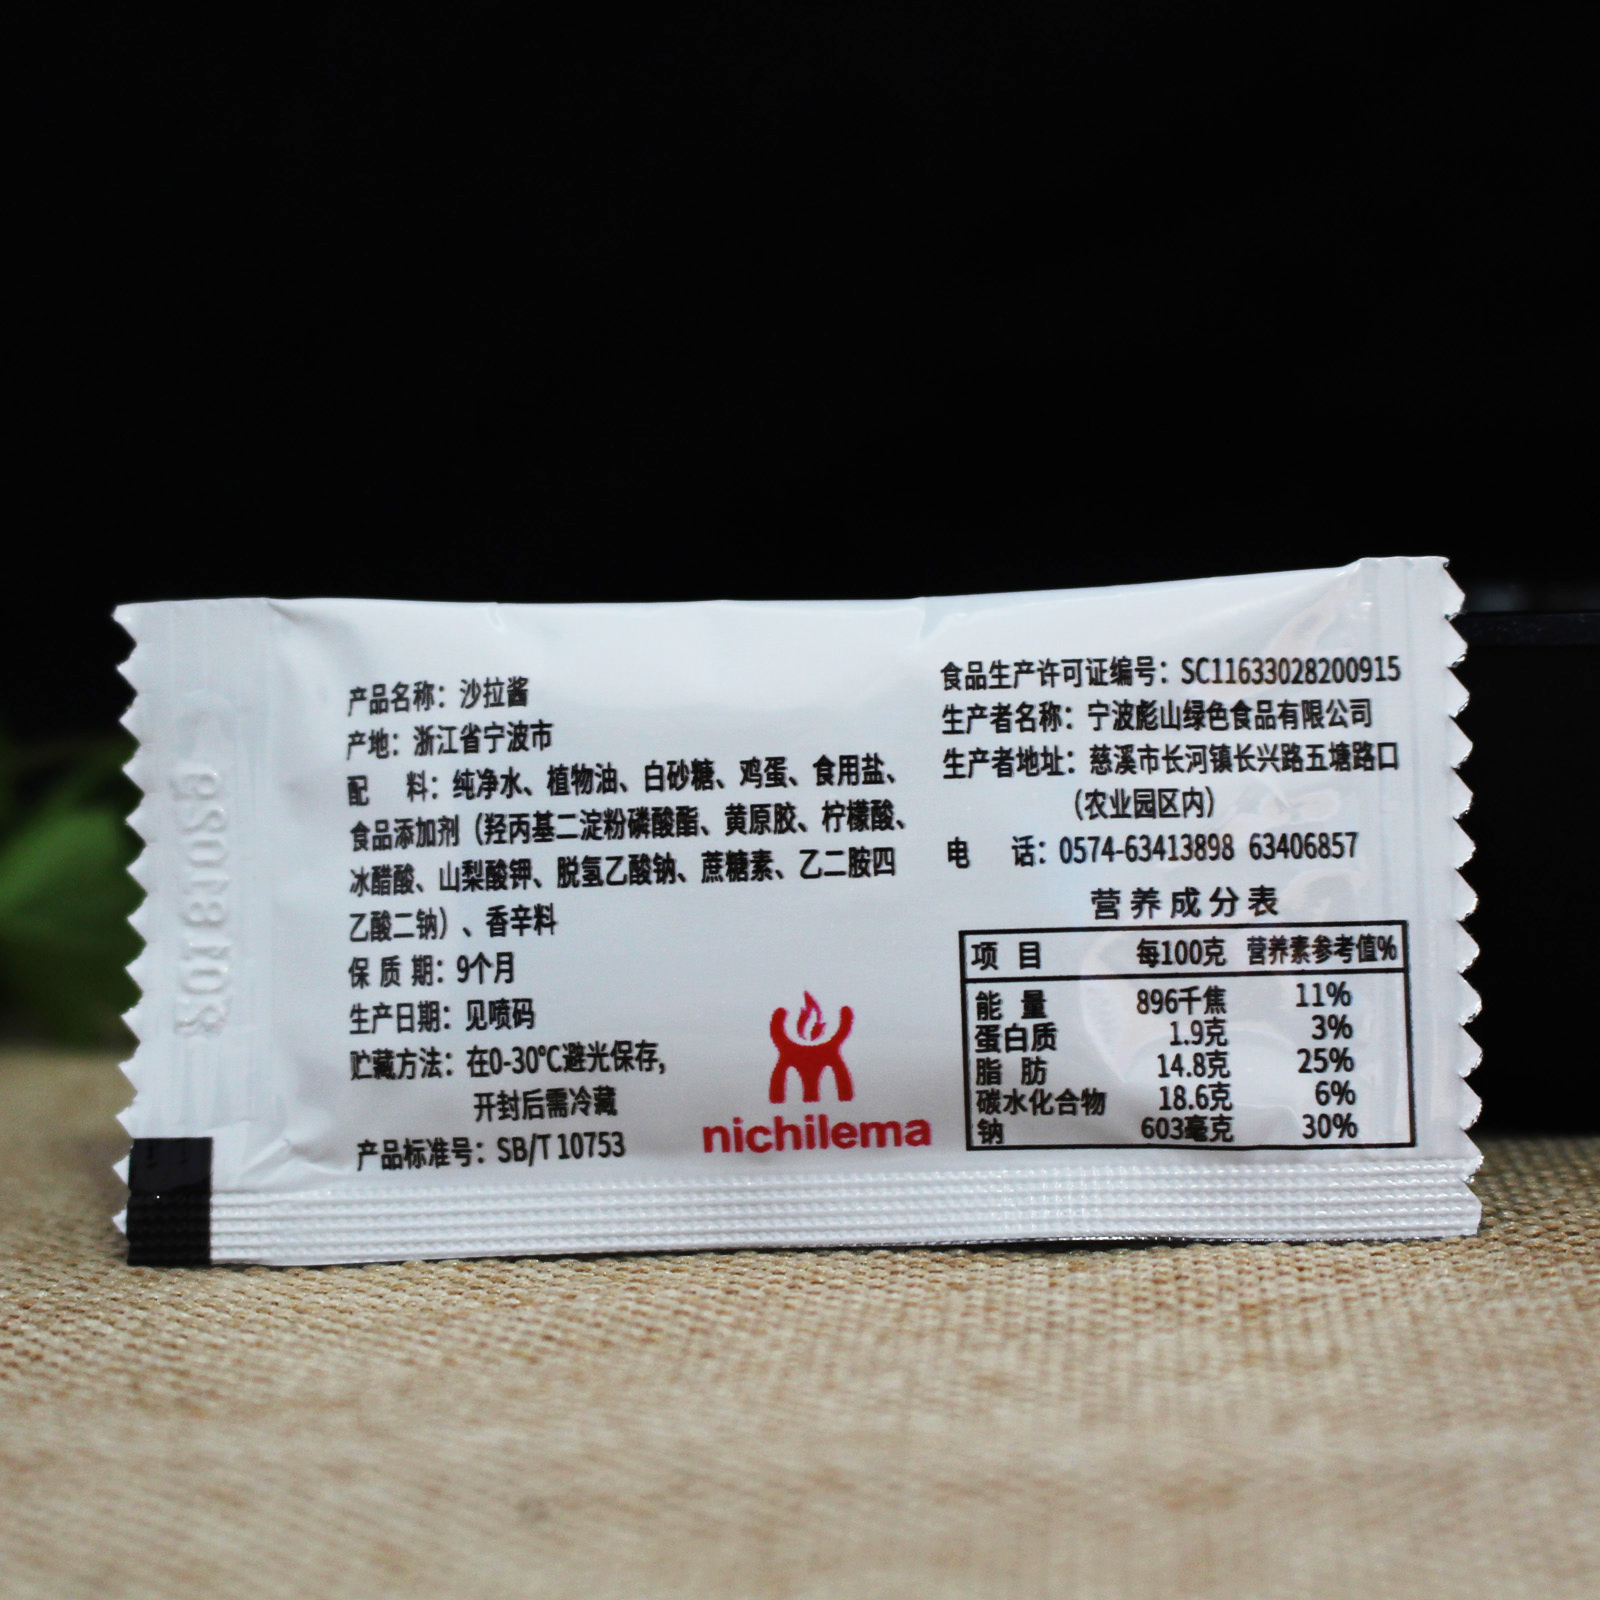 产品名称：沙拉酱
产地：浙江省宁波市
配 料：纯净水、植物油、白砂糖、鸡蛋、食用盐、
食品添加剂（羟丙基二淀粉磷酸酯、黄原胶、柠檬酸、
冰醋酸、山梨酸钾、脱氢乙酸钠、蔗糖素、乙二胺四
乙酸二钠）、香辛料
保质期：9个月
生产日期：见喷码
贮藏方法：在0-30℃避光保存，
开封后需冷藏
产品标准号：SB/T 10753
nichilema
食品生产许可证编号：SC11633028200915
生产者名称：宁波彪山绿色食品有限公司
生产者地址：慈溪市长河镇长兴路五塘路口
（农业园区内）
电 话：0574-63413898 63406857
营养成分表
项 目 每100克 营养素参考值%
能 量 896千焦 11%
蛋白质 1.9克 3%
脂 肪 14.8克 25%
碳水化合物 18.6克 6%
钠 603毫克 30%